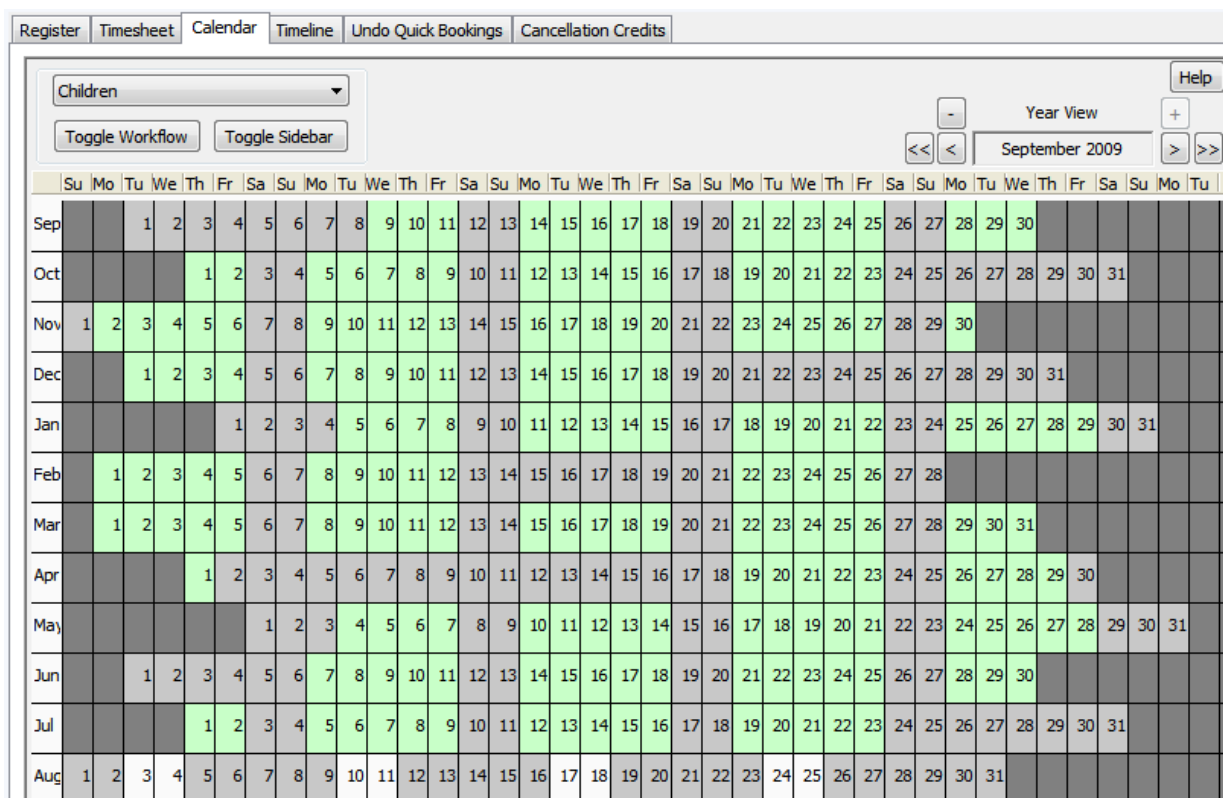 Register Timesheet Calendar Timeline Undo Quick Bookings Cancellation Credits
Help
Children
- Year View +
Toggle Workflow Toggle Sidebar
<< < September 2009 > >>
Su Mo Tu We Th Fr Sa Su Mo Tu We Th Fr Sa Su Mo Tu We Th Fr Sa Su Mo Tu We Th Fr Sa Su Mo Tu We Th Fr Sa Su Mo Tu
Sep 1 2 3 4 5 6 7 8 9 10 11 12 13 14 15 16 17 18 19 20 21 22 23 24 25 26 27 28 29 30
Oct 1 2 3 4 5 6 7 8 9 10 11 12 13 14 15 16 17 18 19 20 21 22 23 24 25 26 27 28 29 30 31
Nov 1 2 3 4 5 6 7 8 9 10 11 12 13 14 15 16 17 18 19 20 21 22 23 24 25 26 27 28 29 30
Dec 1 2 3 4 5 6 7 8 9 10 11 12 13 14 15 16 17 18 19 20 21 22 23 24 25 26 27 28 29 30 31
Jan 1 2 3 4 5 6 7 8 9 10 11 12 13 14 15 16 17 18 19 20 21 22 23 24 25 26 27 28 29 30 31
Feb 1 2 3 4 5 6 7 8 9 10 11 12 13 14 15 16 17 18 19 20 21 22 23 24 25 26 27 28
Mar 1 2 3 4 5 6 7 8 9 10 11 12 13 14 15 16 17 18 19 20 21 22 23 24 25 26 27 28 29 30 31
Apr 1 2 3 4 5 6 7 8 9 10 11 12 13 14 15 16 17 18 19 20 21 22 23 24 25 26 27 28 29 30
May 1 2 3 4 5 6 7 8 9 10 11 12 13 14 15 16 17 18 19 20 21 22 23 24 25 26 27 28 29 30 31
Jun 1 2 3 4 5 6 7 8 9 10 11 12 13 14 15 16 17 18 19 20 21 22 23 24 25 26 27 28 29 30
Jul 1 2 3 4 5 6 7 8 9 10 11 12 13 14 15 16 17 18 19 20 21 22 23 24 25 26 27 28 29 30 31
Aug 1 2 3 4 5 6 7 8 9 10 11 12 13 14 15 16 17 18 19 20 21 22 23 24 25 26 27 28 29 30 31